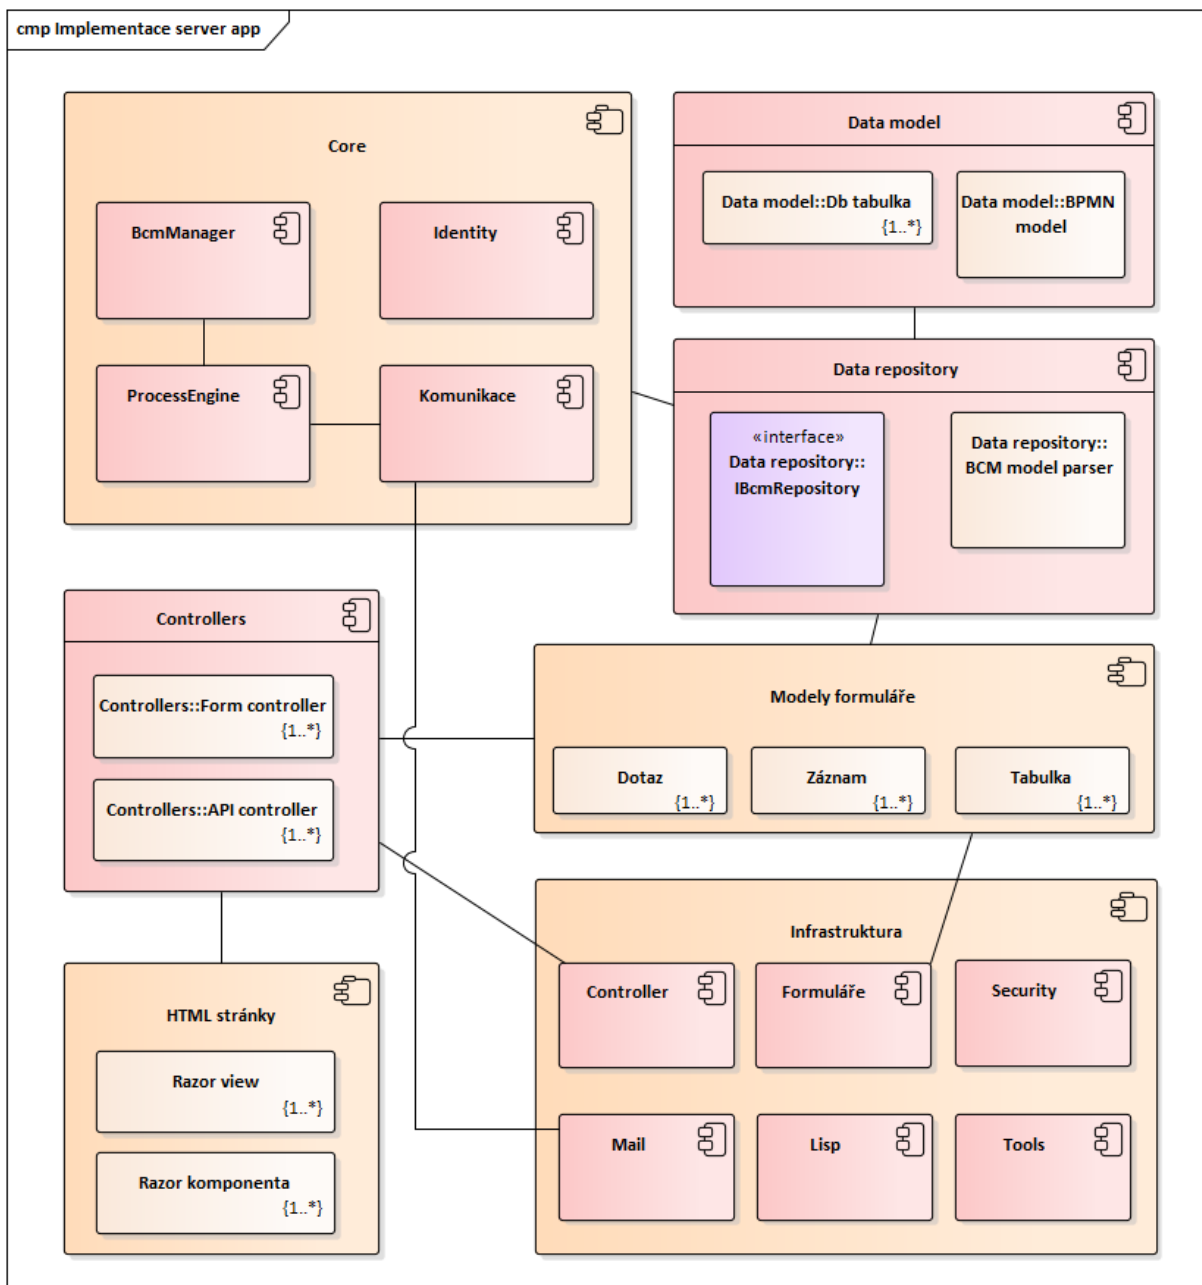 cmp Implementace server app
Core
BcmManager
Identity
ProcessEngine
Komunikace
Data model
Data model::Db tabulka
{1..*}
Data model::BPMN
model
Data repository
«interface»
Data repository::
IBcmRepository
Data repository::
BCM model parser
Controllers
Controllers::Form controller
{1..*}
Controllers::API controller
{1..*}
Modely formuláře
Dotaz
{1..*}
Záznam
{1..*}
Tabulka
{1..*}
HTML stránky
Razor view
{1..*}
Razor komponenta
{1..*}
Infrastruktura
Controller
Formuláře
Security
Mail
Lisp
Tools